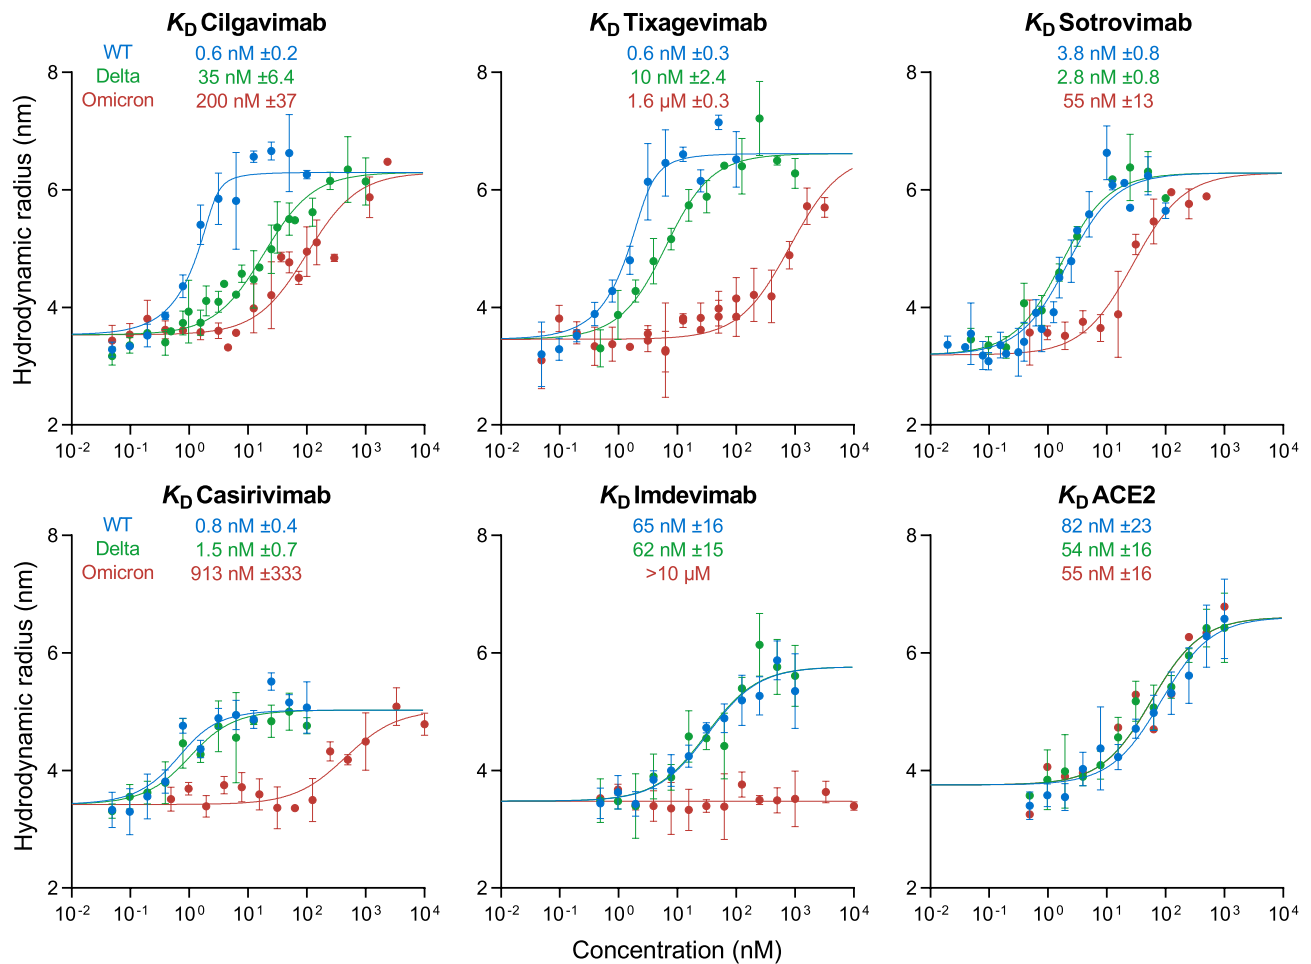 KD Cilgavimab
WT 0.6 nM ±0.2
Delta 35 nM ±6.4
Omicron 200 nM ±37
KD Tixagevimab
0.6 nM ±0.3
10 nM ±2.4
1.6 µM ±0.3
KD Sotrovimab
3.8 nM ±0.8
2.8 nM ±0.8
55 nM ±13
Hyrodynamic radius (nm)
8
6
4
2
10-2 10-1 100 101 102 103 104
8
6
4
2
10-2 10-1 100 101 102 103 104
8
6
4
2
10-2 10-1 100 101 102 103 104
KD Casirivimab
WT 0.8 nM ±0.4
Delta 1.5 nM ±0.7
Omicron 913 nM ±333
KD Imdevimab
65 nM ±16
62 nM ±15
>10 µM
KD ACE2
82 nM ±23
54 nM ±16
55 nM ±16
Hydrodynamic radius (nm)
8
6
4
2
10-2 10-1 100 101 102 103 104
8
6
4
2
10-2 10-1 100 101 102 103 104
8
6
4
2
10-2 10-1 100 101 102 103 104
Concentration (nM)